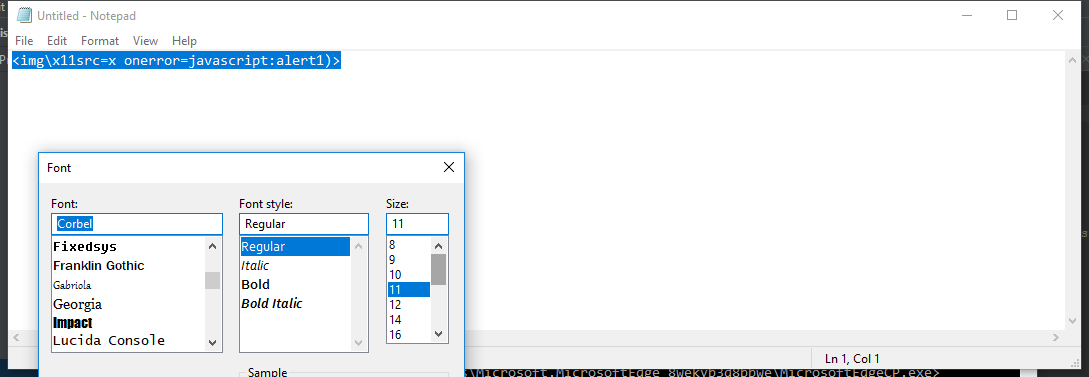 Untitled - Notepad
File Edit Format View Help
<img\x11src=x onerror=javascript:alert1)>
Font
Font: Font style: Size:
Corbel Regular 11
Fixedsys Regular 8
Franklin Gothic Italic 9
Gabriola Bold 10
Georgia Bold Italic 11
Impact 12
Lucida Console 14
16
Ln 1, Col 1
Sample
\Microsoft.MicrosoftEdge_8wekyb3d8bbwe\MicrosoftEdgeCP.exe>